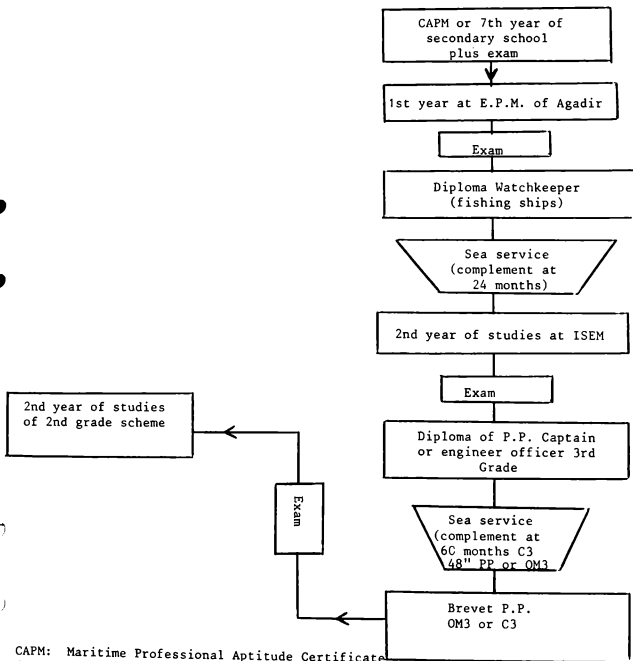 CAPM or 7th year of
secondary school
plus exam
1st year at E.P.M. of Agadir
Exam
Diploma Watchkeeper
(fishing ships)
Sea service
(complement at
24 months)
2nd year of studies at ISEM
Exam
2nd year of studies
of 2nd grade scheme
Diploma of P.P. Captain
or engineer officer 3rd
Grade
Exam
Sea service
(complement at
6C months C3
48" PP or OM3
Brevet P.P.
OM3 or C3
CAPM: Maritime Professional Aptitude Certificate